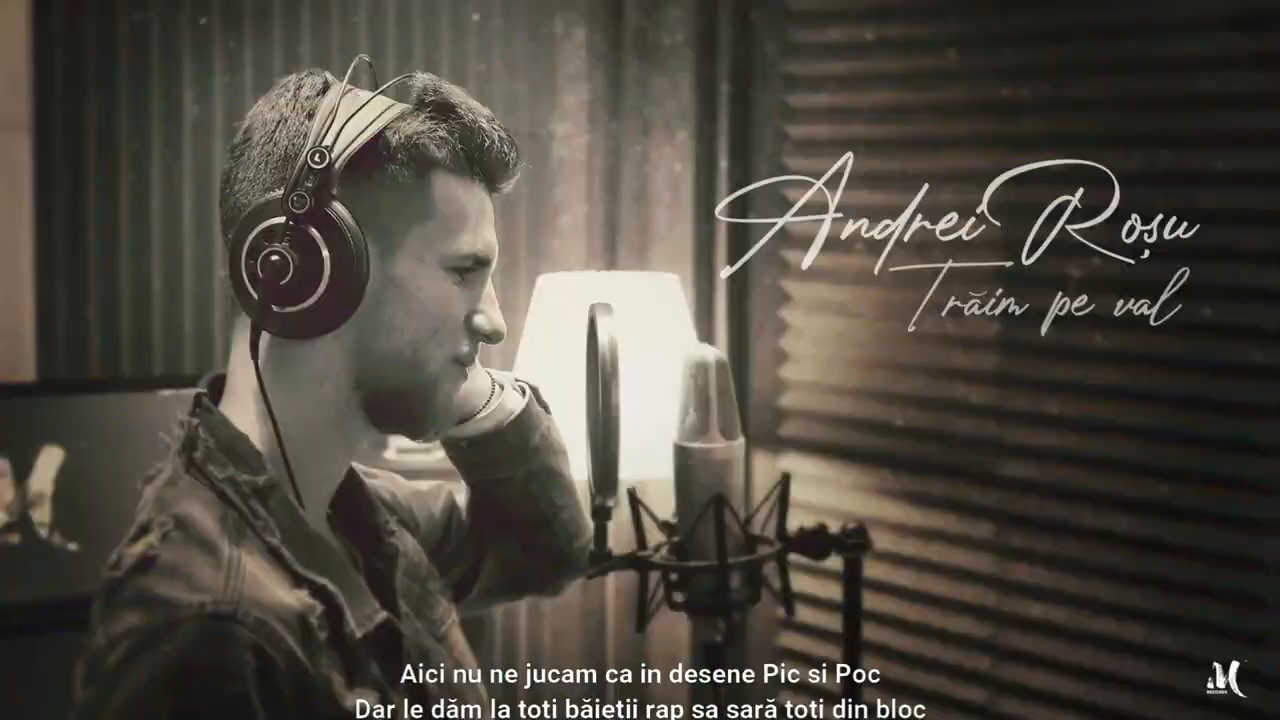 Andrei Roșu
Trăim pe val
Aici nu ne jucam ca in desene Pic si Poc
Dar le dăm la toti băietii rap sa sară toti din bloc
M
RECORDS
L